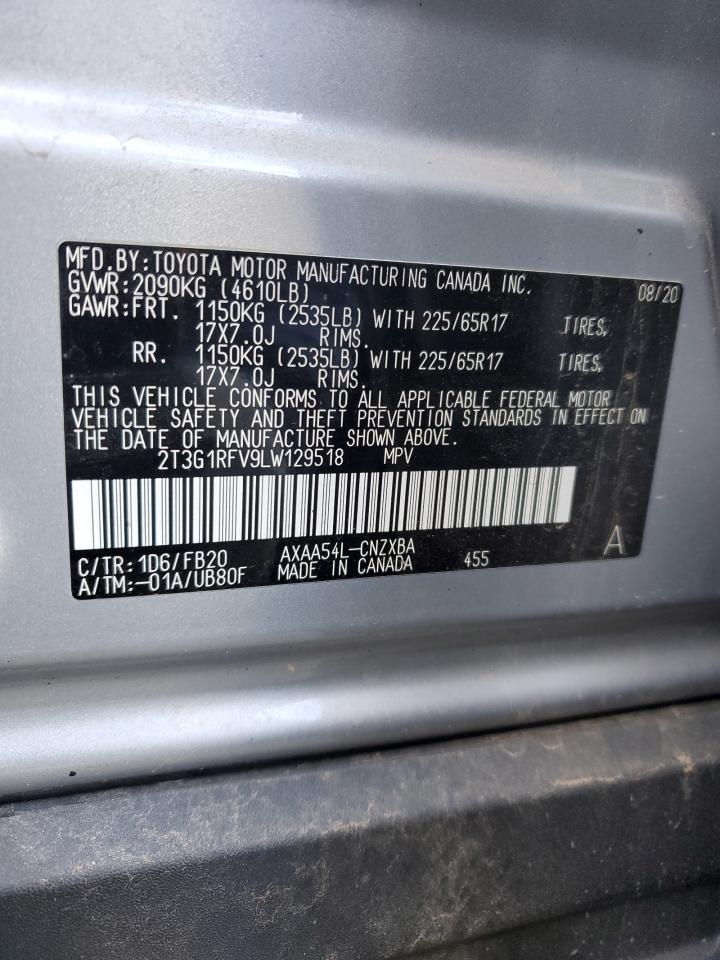 MFD.BY:TOYOTA MOTOR MANUFACTURING CANADA INC. 08/20
GVWR:2090KG (4610LB)
GAWR:FRT. 1150KG (2535LB) WITH 225/65R17 TIRES,
17X7.0J RIMS.
RR. 1150KG (2535LB) WITH 225/65R17 TIRES,
17X7.0J RIMS.
THIS VEHICLE CONFORMS TO ALL APPLICABLE FEDERAL MOTOR
VEHICLE SAFETY AND THEFT PREVENTION STANDARDS IN EFFECT ON
THE DATE OF MANUFACTURE SHOWN ABOVE.
2T3G1RFV9LW129518 MPV
C/TR:1D6/FB20 AXAA54L-CNZXBA A
A/TM:-01A/UB80F MADE IN CANADA 455